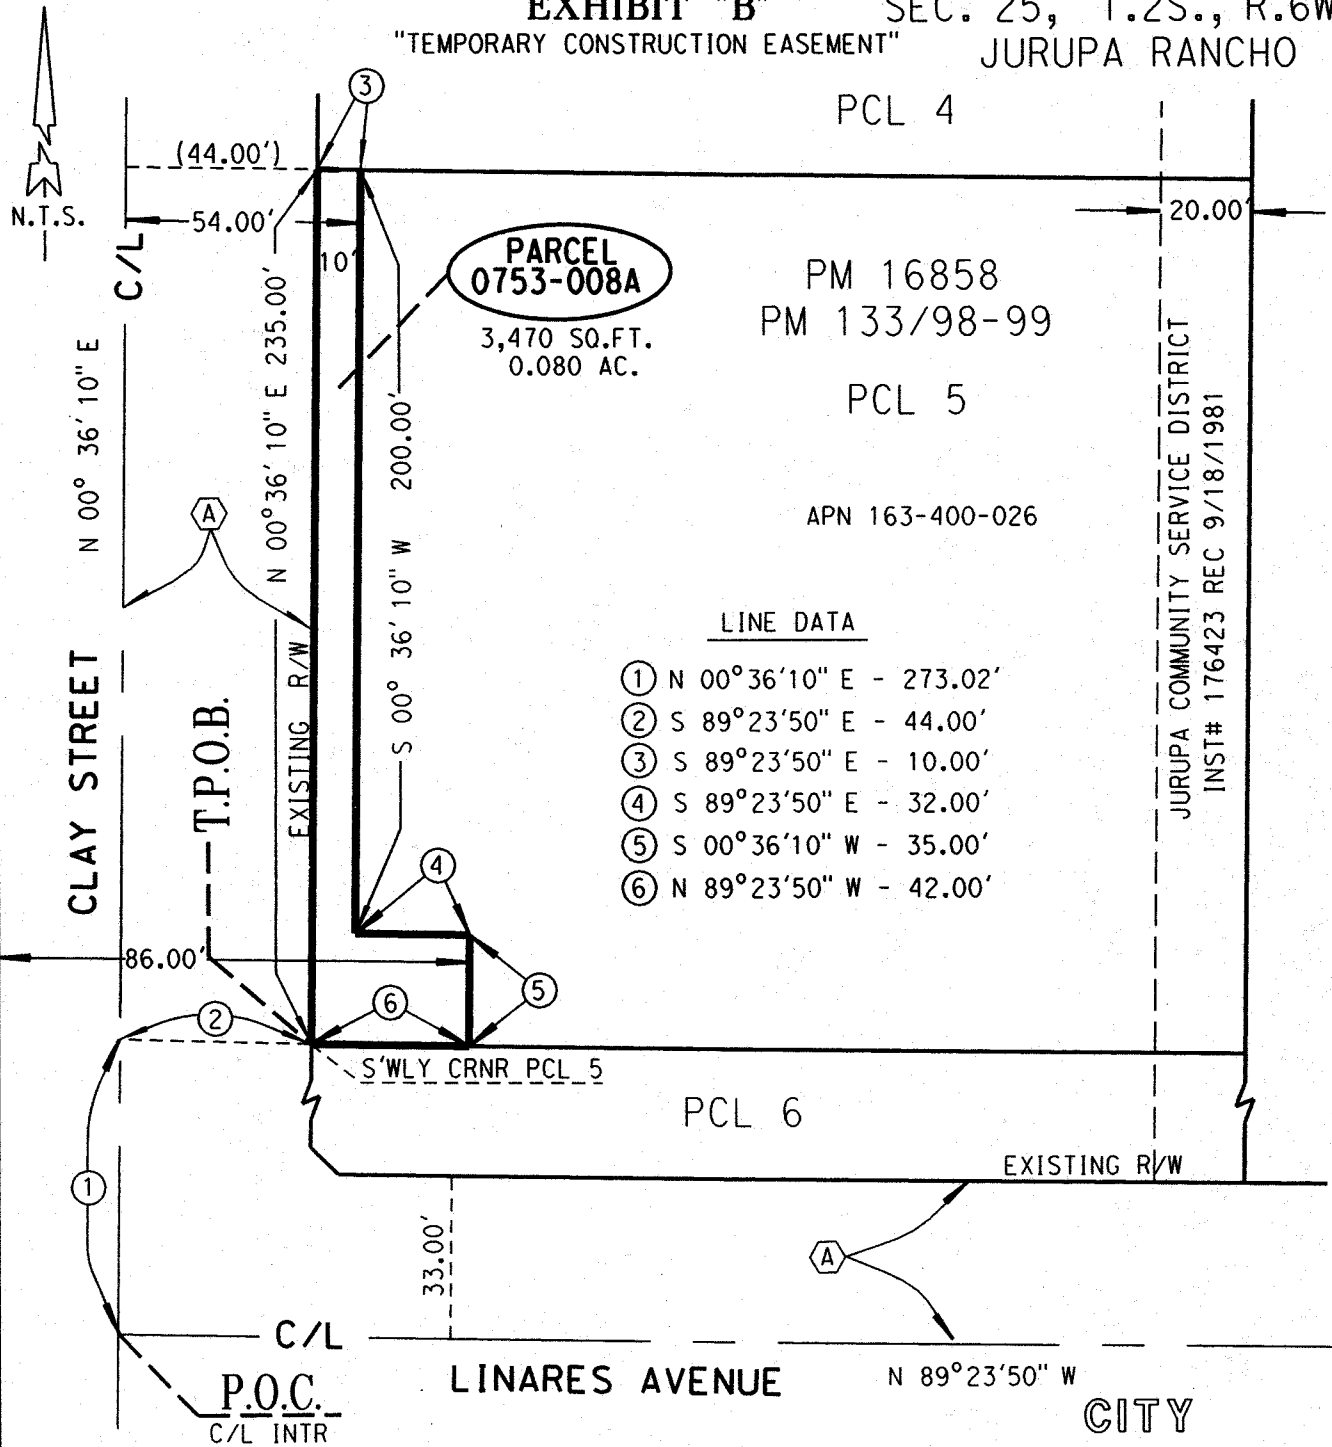 EXHIBIT "B"
SEC. 25, T.2S., R.6W
"TEMPORARY CONSTRUCTION EASEMENT"
JURUPA RANCHO
3
PCL 4
(44.00')
N.T.S.
54.00'
20.00'
C/L
10'
PARCEL
0753-008A
3,470 SQ.FT.
0.080 AC.
PM 16858
PM 133/98-99
PCL 5
APN 163-400-026
N 00° 36' 10" E
N 00°36' 10" E 235.00'
S 00° 36' 10" W 200.00'
A
JURUPA COMMUNITY SERVICE DISTRICT
INST# 176423 REC 9/18/1981
LINE DATA
1 N 00°36'10" E - 273.02'
2 S 89°23'50" E - 44.00'
3 S 89°23'50" E - 10.00'
4 S 89°23'50" E - 32.00'
5 S 00°36'10" W - 35.00'
6 N 89°23'50" W - 42.00'
CLAY STREET
T.P.O.B.
EXISTING R/W
4
86.00'
5
6
2
S'WLY CRNR PCL 5
PCL 6
EXISTING R/W
1
33.00'
A
C/L
LINARES AVENUE
N 89°23'50" W
P.O.C.
C/L INTR
CITY